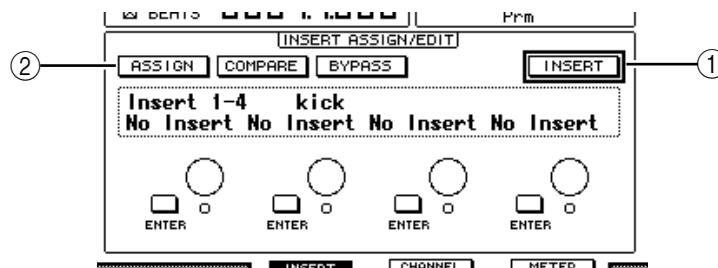 BEATS
Prm
INSERT ASSIGN/EDIT
② ASSIGN COMPARE BYPASS INSERT ①
Insert 1-4 kick
No Insert No Insert No Insert No Insert
ENTER ENTER ENTER ENTER
INSERT CHANNEL METER